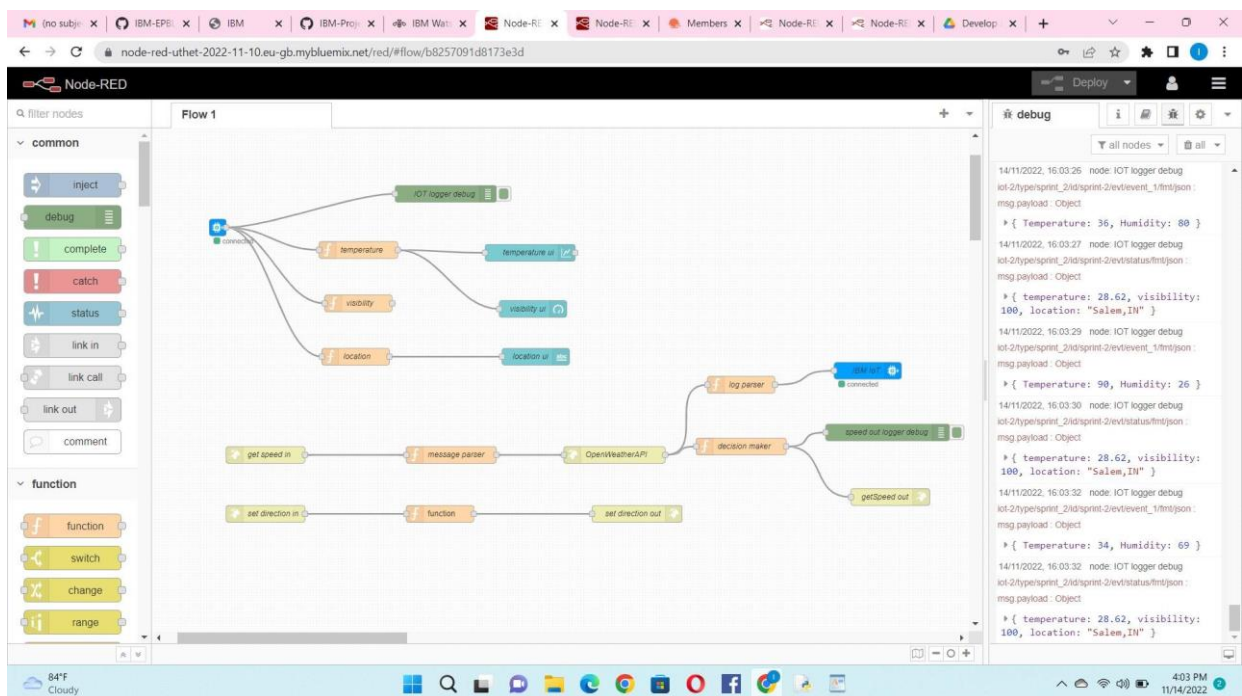 (no subje
IBM-EPBL
IBM
IBM-Proj
IBM Wats
Node-RE
Node-RE
Members
Node-RE
Node-RE
Develop
node-red-uthet-2022-11-10.eu-gb.mybluemix.net/red/#flow/b8257091d8173e3d
Node-RED
Deploy
filter nodes
Flow 1
debug
common
all nodes
all
inject
debug
complete
catch
status
link in
link call
link out
comment
function
function
switch
change
range
IOT logger debug
connected
temperature
temperature ui
visibility
visibility ui
location
location ui
log parser
IBM IoT
connected
speed out logger debug
decision maker
get speed in
message parser
OpenWeatherAPI
getSpeed out
set direction in
function
set direction out
14/11/2022, 16:03:26 node: IOT logger debug
iot-2/type/sprint_2/id/sprint-2/evt/event_1/fmt/json :
msg.payload : Object
{ Temperature: 36, Humidity: 80 }
14/11/2022, 16:03:27 node: IOT logger debug
iot-2/type/sprint_2/id/sprint-2/evt/status/fmt/json :
msg.payload : Object
{ temperature: 28.62, visibility:
100, location: "Salem,IN" }
14/11/2022, 16:03:29 node: IOT logger debug
iot-2/type/sprint_2/id/sprint-2/evt/event_1/fmt/json :
msg.payload : Object
{ Temperature: 90, Humidity: 26 }
14/11/2022, 16:03:30 node: IOT logger debug
iot-2/type/sprint_2/id/sprint-2/evt/status/fmt/json :
msg.payload : Object
{ temperature: 28.62, visibility:
100, location: "Salem,IN" }
14/11/2022, 16:03:32 node: IOT logger debug
iot-2/type/sprint_2/id/sprint-2/evt/event_1/fmt/json :
msg.payload : Object
{ Temperature: 34, Humidity: 69 }
14/11/2022, 16:03:32 node: IOT logger debug
iot-2/type/sprint_2/id/sprint-2/evt/status/fmt/json :
msg.payload : Object
{ temperature: 28.62, visibility:
100, location: "Salem,IN" }
84°F
Cloudy
4:03 PM
11/14/2022
2